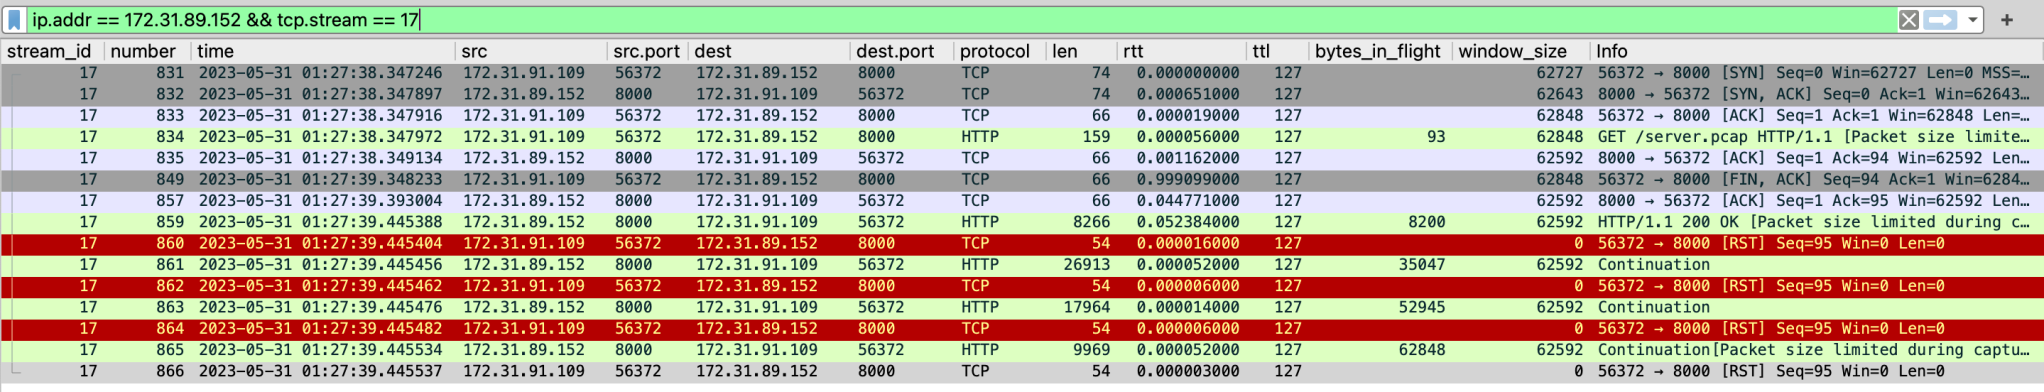 ip.addr == 172.31.89.152 && tcp.stream == 17
stream_id number time src src.port dest dest.port protocol len rtt ttl bytes_in_flight window_size Info
17 831 2023-05-31 01:27:38.347246 172.31.91.109 56372 172.31.89.152 8000 TCP 74 0.000000000 127 62727 56372 → 8000 [SYN] Seq=0 Win=62727 Len=0 MSS=…
17 832 2023-05-31 01:27:38.347897 172.31.89.152 8000 172.31.91.109 56372 TCP 74 0.000651000 127 62643 8000 → 56372 [SYN, ACK] Seq=0 Ack=1 Win=62643…
17 833 2023-05-31 01:27:38.347916 172.31.91.109 56372 172.31.89.152 8000 TCP 66 0.000019000 127 62848 56372 → 8000 [ACK] Seq=1 Ack=1 Win=62848 Len=…
17 834 2023-05-31 01:27:38.347972 172.31.91.109 56372 172.31.89.152 8000 HTTP 159 0.000056000 127 93 62848 GET /server.pcap HTTP/1.1 [Packet size limite…
17 835 2023-05-31 01:27:38.349134 172.31.89.152 8000 172.31.91.109 56372 TCP 66 0.001162000 127 62592 8000 → 56372 [ACK] Seq=1 Ack=94 Win=62592 Len…
17 849 2023-05-31 01:27:39.348233 172.31.91.109 56372 172.31.89.152 8000 TCP 66 0.999099000 127 62848 56372 → 8000 [FIN, ACK] Seq=94 Ack=1 Win=6284…
17 857 2023-05-31 01:27:39.393004 172.31.89.152 8000 172.31.91.109 56372 TCP 66 0.044771000 127 62592 8000 → 56372 [ACK] Seq=1 Ack=95 Win=62592 Len…
17 859 2023-05-31 01:27:39.445388 172.31.89.152 8000 172.31.91.109 56372 HTTP 8266 0.052384000 127 8200 62592 HTTP/1.1 200 OK [Packet size limited during c…
17 860 2023-05-31 01:27:39.445404 172.31.91.109 56372 172.31.89.152 8000 TCP 54 0.000016000 127 0 56372 → 8000 [RST] Seq=95 Win=0 Len=0
17 861 2023-05-31 01:27:39.445456 172.31.89.152 8000 172.31.91.109 56372 HTTP 26913 0.000052000 127 35047 62592 Continuation
17 862 2023-05-31 01:27:39.445462 172.31.91.109 56372 172.31.89.152 8000 TCP 54 0.000006000 127 0 56372 → 8000 [RST] Seq=95 Win=0 Len=0
17 863 2023-05-31 01:27:39.445476 172.31.89.152 8000 172.31.91.109 56372 HTTP 17964 0.000014000 127 52945 62592 Continuation
17 864 2023-05-31 01:27:39.445482 172.31.91.109 56372 172.31.89.152 8000 TCP 54 0.000006000 127 0 56372 → 8000 [RST] Seq=95 Win=0 Len=0
17 865 2023-05-31 01:27:39.445534 172.31.89.152 8000 172.31.91.109 56372 HTTP 9969 0.000052000 127 62848 62592 Continuation[Packet size limited during captu…
17 866 2023-05-31 01:27:39.445537 172.31.91.109 56372 172.31.89.152 8000 TCP 54 0.000003000 127 0 56372 → 8000 [RST] Seq=95 Win=0 Len=0